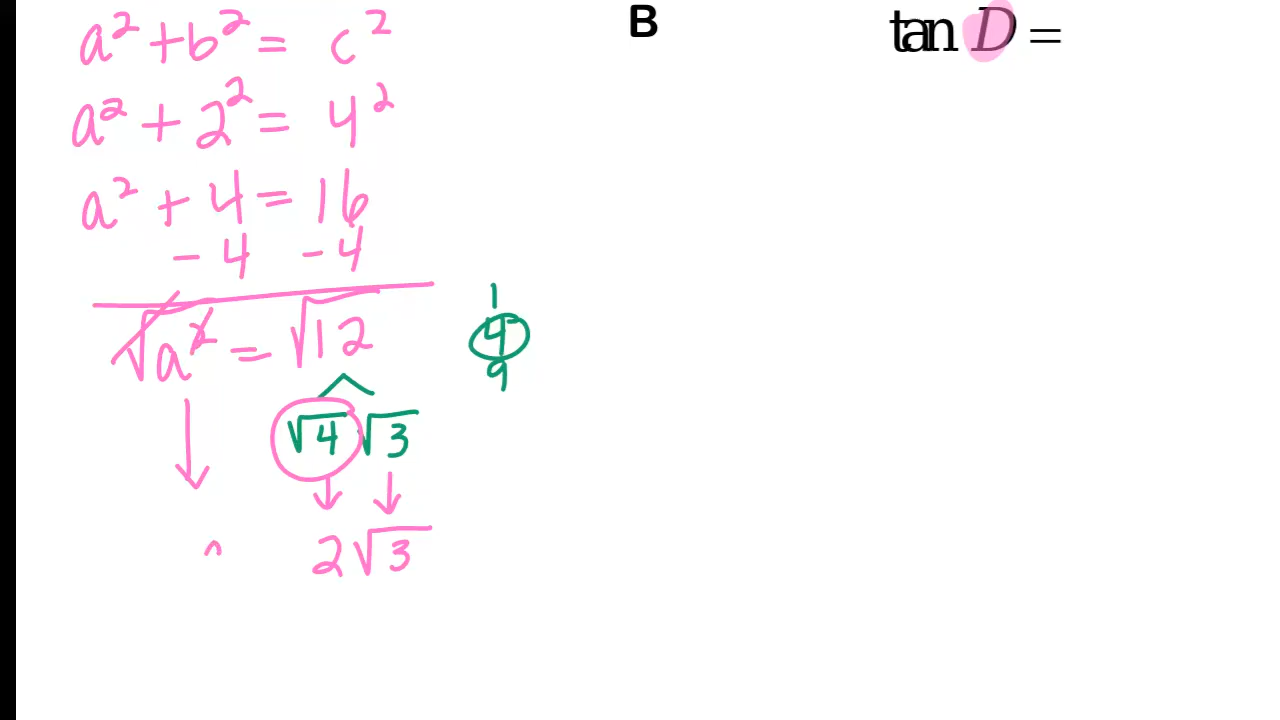 a² + b² = c²
a² + 2² = 4²
a² + 4 = 16
- 4 - 4
√a² = √12
√4 √3
2√3
1
4
9
B
tan D =